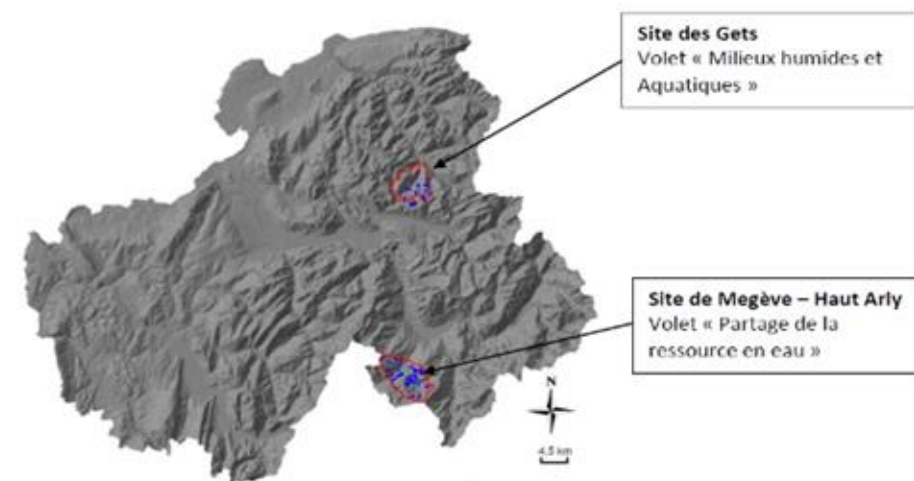 Site des Gets
Volet « Milieux humides et
Aquatiques »
Site de Megève – Haut Arly
Volet « Partage de la
ressource en eau »
N
4,5 km